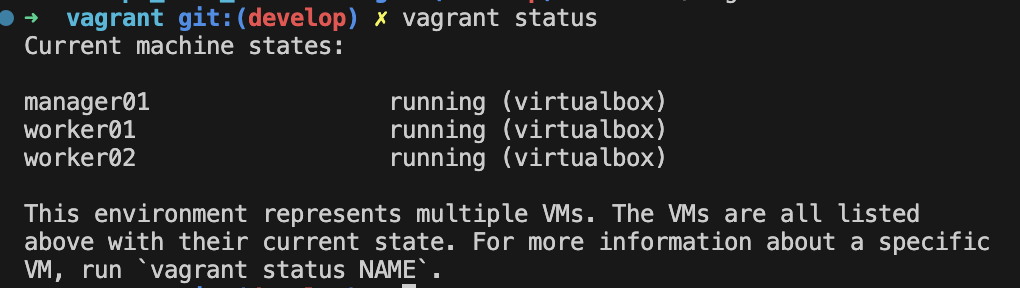 ➜ vagrant git:(develop) ✗ vagrant status
Current machine states:
manager01 running (virtualbox)
worker01 running (virtualbox)
worker02 running (virtualbox)
This environment represents multiple VMs. The VMs are all listed
above with their current state. For more information about a specific
VM, run `vagrant status NAME`.